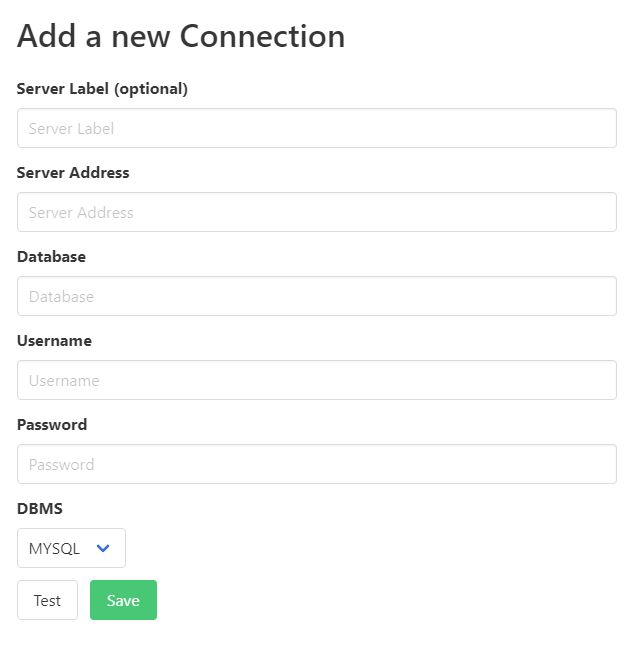 Add a new Connection
Server Label (optional)
Server Label
Server Address
Server Address
Database
Database
Username
Username
Password
Password
DBMS
MYSQL
Test Save